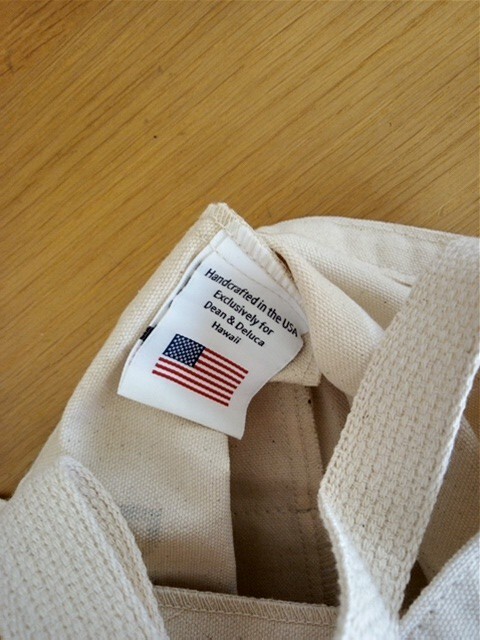 Handcrafted in the USA
Exclusively for
Dean & Deluca
Hawaii